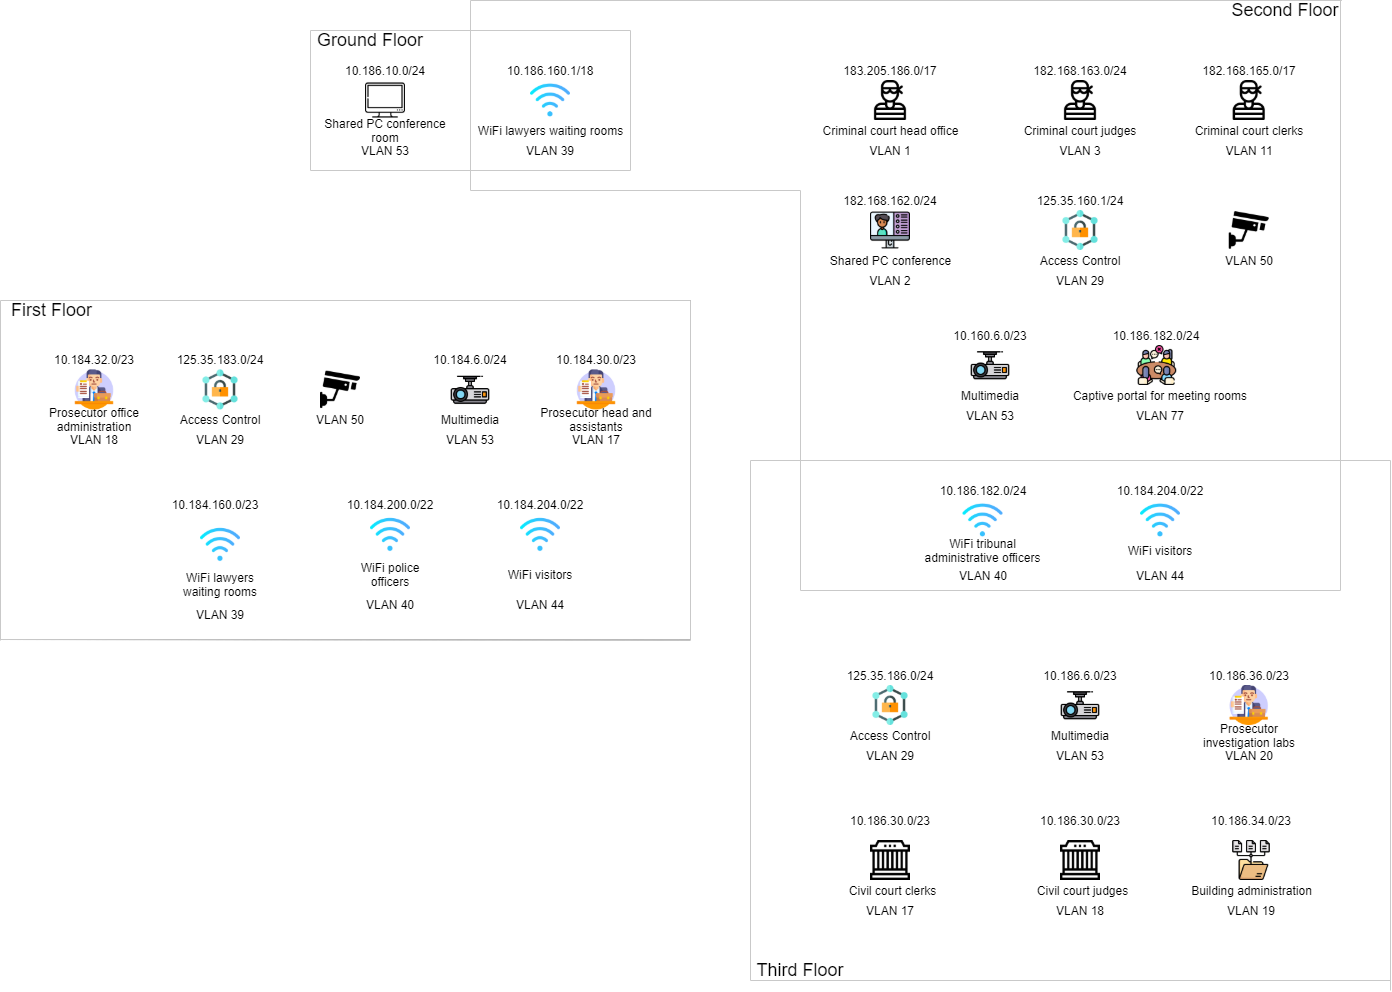 Second Floor
Ground Floor
10.186.10.0/24
Shared PC conference
room
VLAN 53
10.186.160.1/18
WiFi lawyers waiting rooms
VLAN 39
183.205.186.0/17
Criminal court head office
VLAN 1
182.168.163.0/24
Criminal court judges
VLAN 3
182.168.165.0/17
Criminal court clerks
VLAN 11
182.168.162.0/24
Shared PC conference
VLAN 2
125.35.160.1/24
Access Control
VLAN 29
VLAN 50
10.160.6.0/23
Multimedia
VLAN 53
10.186.182.0/24
Captive portal for meeting rooms
VLAN 77
First Floor
10.184.32.0/23
Prosecutor office
administration
VLAN 18
125.35.183.0/24
Access Control
VLAN 29
VLAN 50
10.184.6.0/24
Multimedia
VLAN 53
10.184.30.0/23
Prosecutor head and
assistants
VLAN 17
10.184.160.0/23
WiFi lawyers
waiting rooms
VLAN 39
10.184.200.0/22
WiFi police
officers
VLAN 40
10.184.204.0/22
WiFi visitors
VLAN 44
10.186.182.0/24
WiFi tribunal
administrative officers
VLAN 40
10.184.204.0/22
WiFi visitors
VLAN 44
125.35.186.0/24
Access Control
VLAN 29
10.186.6.0/23
Multimedia
VLAN 53
10.186.36.0/23
Prosecutor
investigation labs
VLAN 20
10.186.30.0/23
Civil court clerks
VLAN 17
10.186.30.0/23
Civil court judges
VLAN 18
10.186.34.0/23
Building administration
VLAN 19
Third Floor